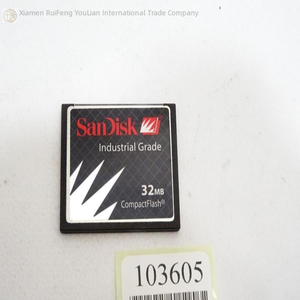 Xiamen RuiFeng YouLian International Trade Company
SanDisk
Industrial Grade
32MB
CompactFlash®
103605